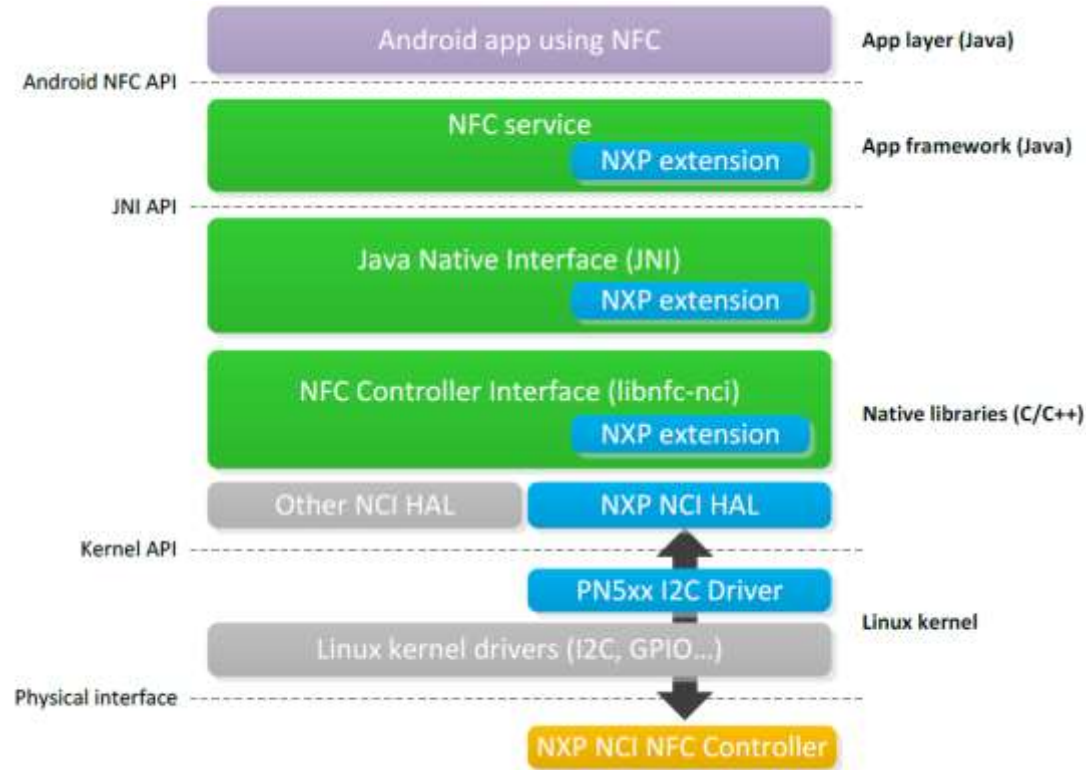 Android app using NFC
App layer (Java)
Android NFC API
NFC service
NXP extension
App framework (Java)
JNI API
Java Native Interface (JNI)
NXP extension
NFC Controller Interface (libnfc-nci)
NXP extension
Native libraries (C/C++)
Other NCI HAL
NXP NCI HAL
Kernel API
PN5xx I2C Driver
Linux kernel
Linux kernel drivers (I2C, GPIO...)
Physical interface
NXP NCI NFC Controller